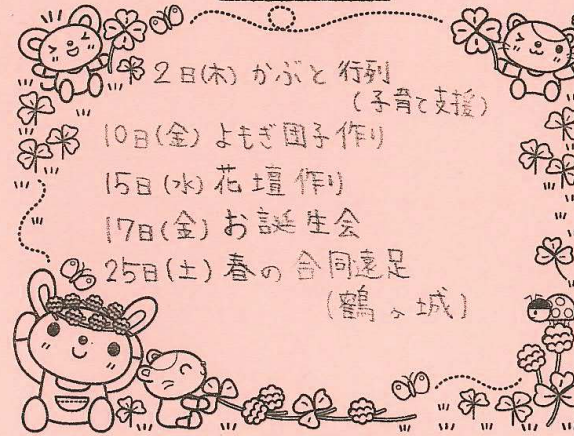 2日(木) かぶと行列
(子育て支援)
10日(金) よもぎ団子作り
15日(水) 花壇作り
17日(金) お誕生会
25日(土) 春の合同遠足
(鶴ヶ城)